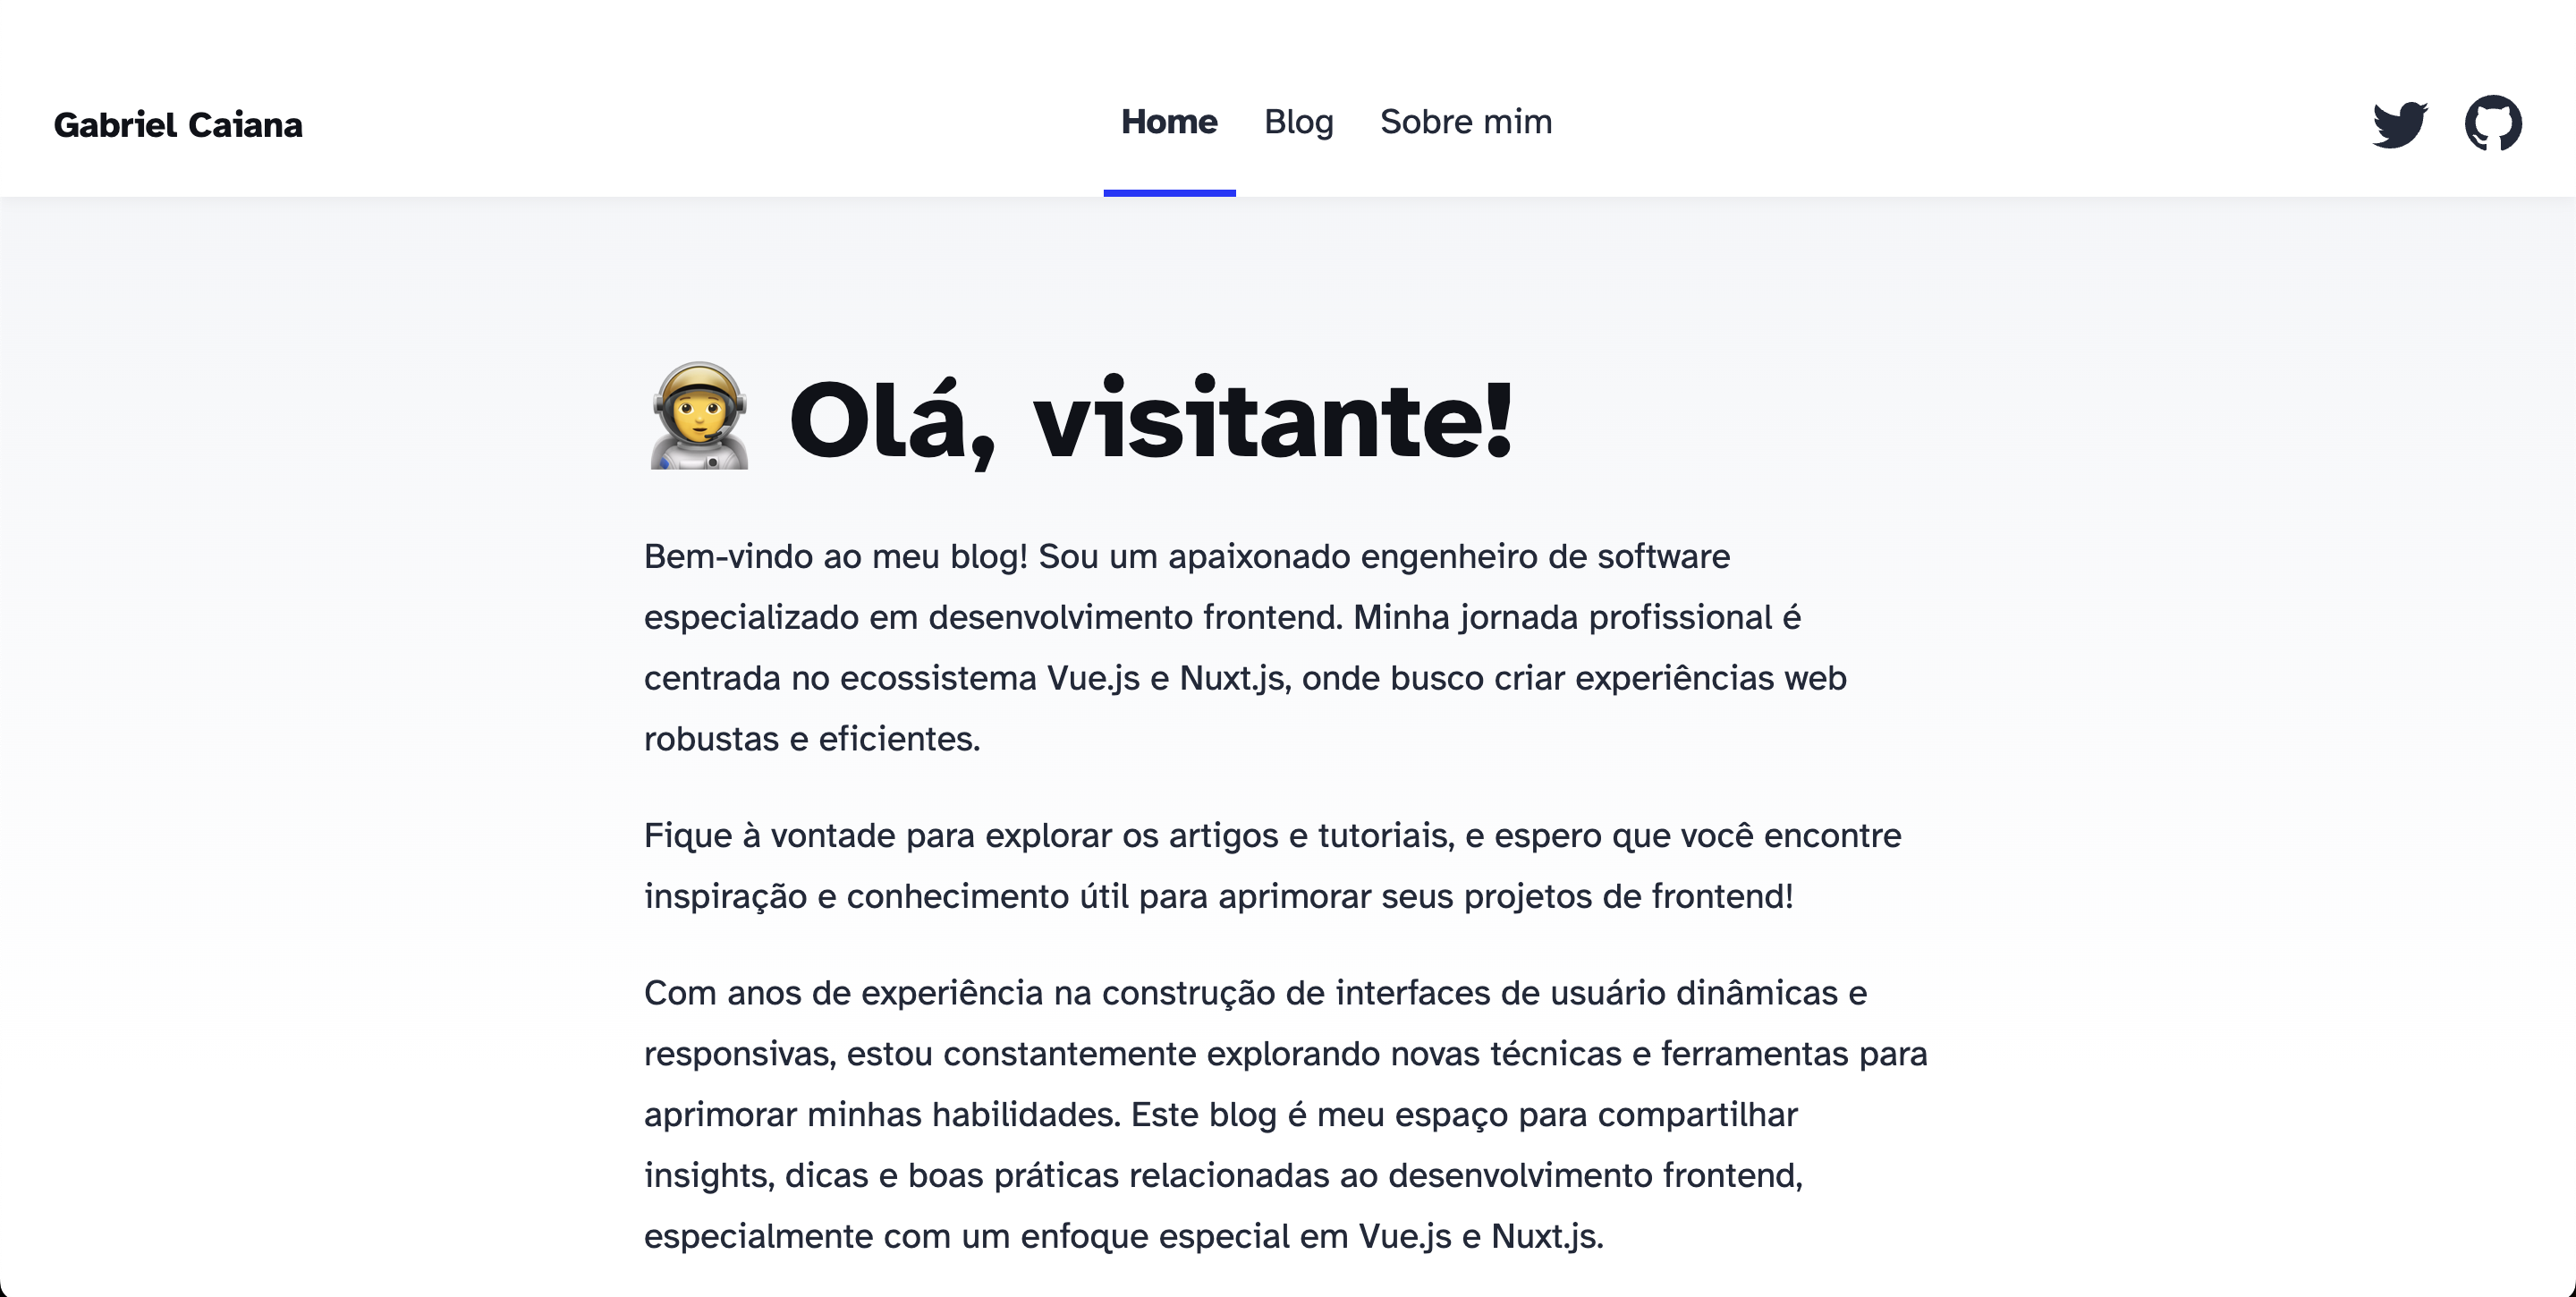 Gabriel Caiana
Home
Blog
Sobre mim
Olá, visitante!
Bem-vindo ao meu blog! Sou um apaixonado engenheiro de software
especializado em desenvolvimento frontend. Minha jornada profissional é
centrada no ecossistema Vue.js e Nuxt.js, onde busco criar experiências web
robustas e eficientes.
Fique à vontade para explorar os artigos e tutoriais, e espero que você encontre
inspiração e conhecimento útil para aprimorar seus projetos de frontend!
Com anos de experiência na construção de interfaces de usuário dinâmicas e
responsivas, estou constantemente explorando novas técnicas e ferramentas para
aprimorar minhas habilidades. Este blog é meu espaço para compartilhar
insights, dicas e boas práticas relacionadas ao desenvolvimento frontend,
especialmente com um enfoque especial em Vue.js e Nuxt.js.